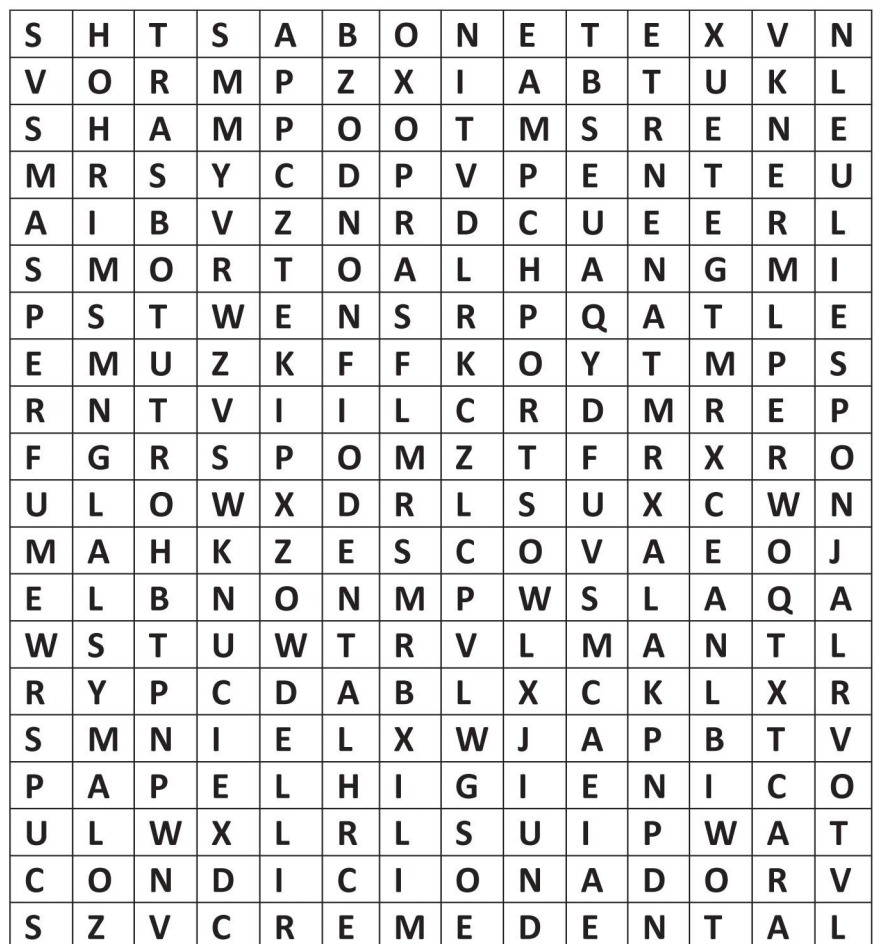 S H T S A B O N E T E X V N
V O R M P Z X I A B T U K L
S H A M P O O T M S R E N E
M R S Y C D P V P E N T E U
A I B V Z N R D C U E E R L
S M O R T O A L H A N G M I
P S T W E N S R P Q A T L E
E M U Z K F F K O Y T M P S
R N T V I I L C R D M R E P
F G R S P O M Z T F R X R O
U L O W X D R L S U X C W N
M A H K Z E S C O V A E O J
E L B N O N M P W S L A Q A
W S T U W T R V L M A N T L
R Y P C D A B L X C K L X R
S M N I E L X W J A P B T V
P A P E L H I G I E N I C O
U L W X L R L S U I P W A T
C O N D I C I O N A D O R V
S Z V C R E M E D E N T A L